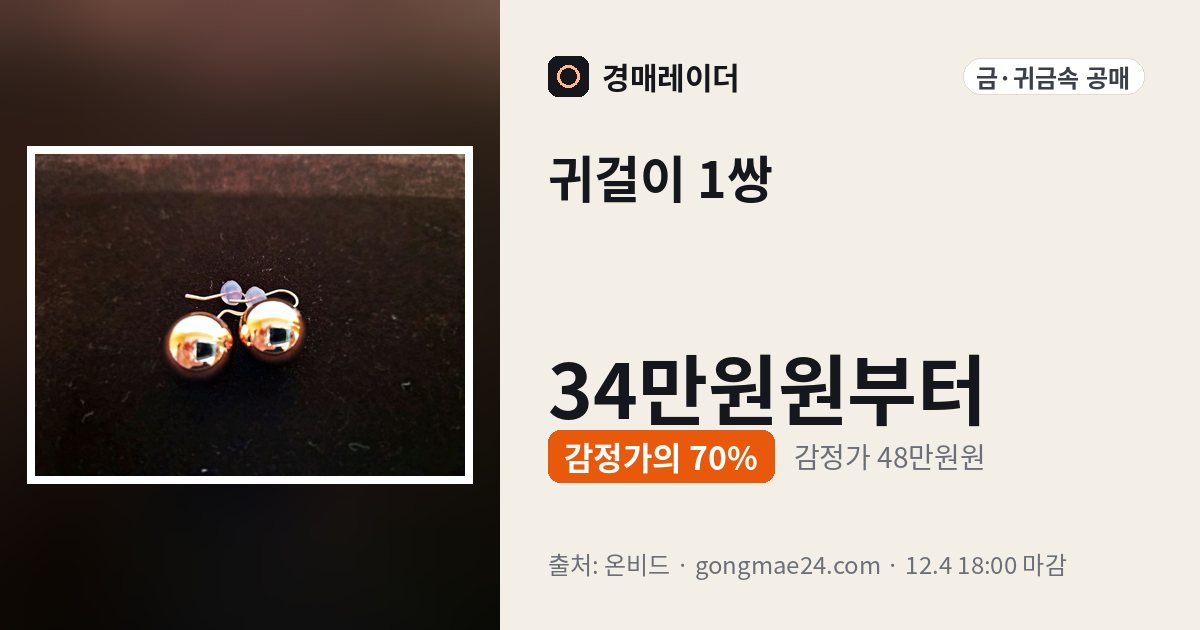 경매레이더
금·귀금속 공매
귀걸이 1쌍
34만원원부터
감정가의 70%
감정가 48만원원
출처: 온비드 · gongmae24.com · 12.4 18:00 마감